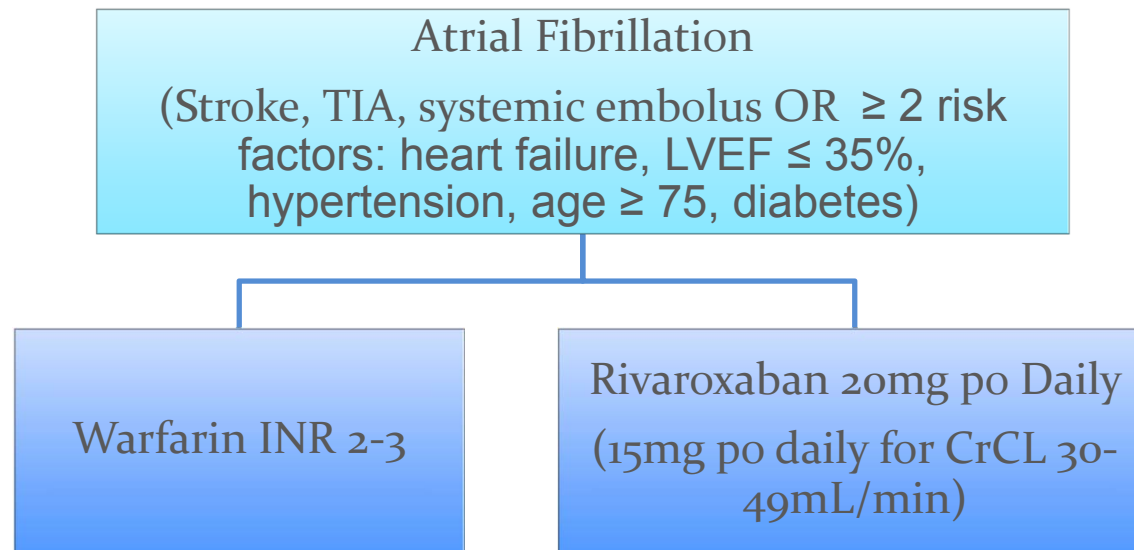 Atrial Fibrillation
(Stroke, TIA, systemic embolus OR ≥ 2 risk
factors: heart failure, LVEF ≤ 35%,
hypertension, age ≥ 75, diabetes)
Warfarin INR 2-3
Rivaroxaban 20mg po Daily
(15mg po daily for CrCL 30-
49mL/min)